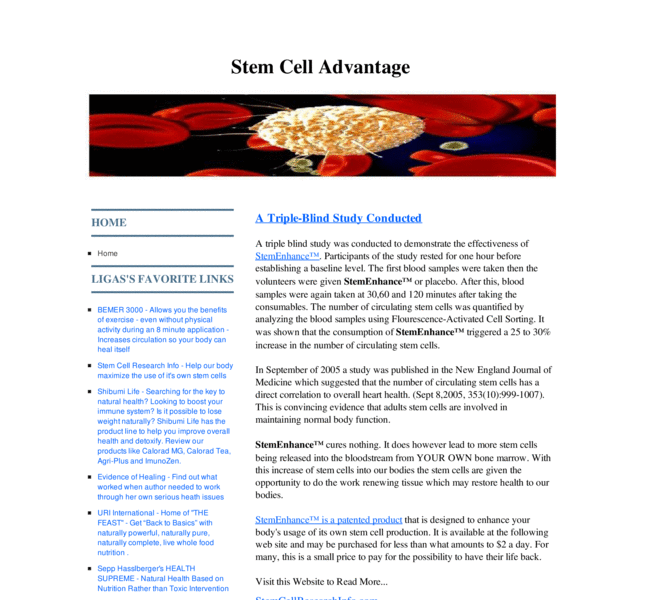 Stem Cell Advantage
HOME
Home
LIGAS'S FAVORITE LINKS
BEMER 3000 - Allows you the benefits
of exercise - even without physical
activity during an 8 minute application -
Increases circulation so your body can
heal itself
Stem Cell Research Info - Help our body
maximize the use of it's own stem cells
Shibumi Life - Searching for the key to
natural health? Looking to boost your
immune system? Is it possible to lose
weight naturally? Shibumi Life has the
product line to help you improve overall
health and detoxify. Review our
products like Calorad MG, Calorad Tea,
Agri-Plus and ImunoZen.
Evidence of Healing - Find out what
worked when author needed to work
through her own serious heath issues
URI International - Home of "THE
FEAST" - Get “Back to Basics” with
naturally powerful, naturally pure,
naturally complete, live whole food
nutrition .
Sepp Hasslberger's HEALTH
SUPREME - Natural Health Based on
Nutrition Rather than Toxic Intervention
A Triple-Blind Study Conducted
A triple blind study was conducted to demonstrate the effectiveness of
StemEnhance™. Participants of the study rested for one hour before
establishing a baseline level. The first blood samples were taken then the
volunteers were given StemEnhance™ or placebo. After this, blood
samples were again taken at 30,60 and 120 minutes after taking the
consumables. The number of circulating stem cells was quantified by
analyzing the blood samples using Flourescence-Activated Cell Sorting. It
was shown that the consumption of StemEnhance™ triggered a 25 to 30%
increase in the number of circulating stem cells.
In September of 2005 a study was published in the New England Journal of
Medicine which suggested that the number of circulating stem cells has a
direct correlation to overall heart health. (Sept 8,2005, 353(10):999-1007).
This is convincing evidence that adults stem cells are involved in
maintaining normal body function.
StemEnhance™ cures nothing. It does however lead to more stem cells
being released into the bloodstream from YOUR OWN bone marrow. With
this increase of stem cells into our bodies the stem cells are given the
opportunity to do the work renewing tissue which may restore health to our
bodies.
StemEnhance™ is a patented product that is designed to enhance your
body's usage of its own stem cell production. It is available at the following
web site and may be purchased for less than what amounts to $2 a day. For
many, this is a small price to pay for the possibility to have their life back.
Visit this Website to Read More...
StemCellResearchInfo.com